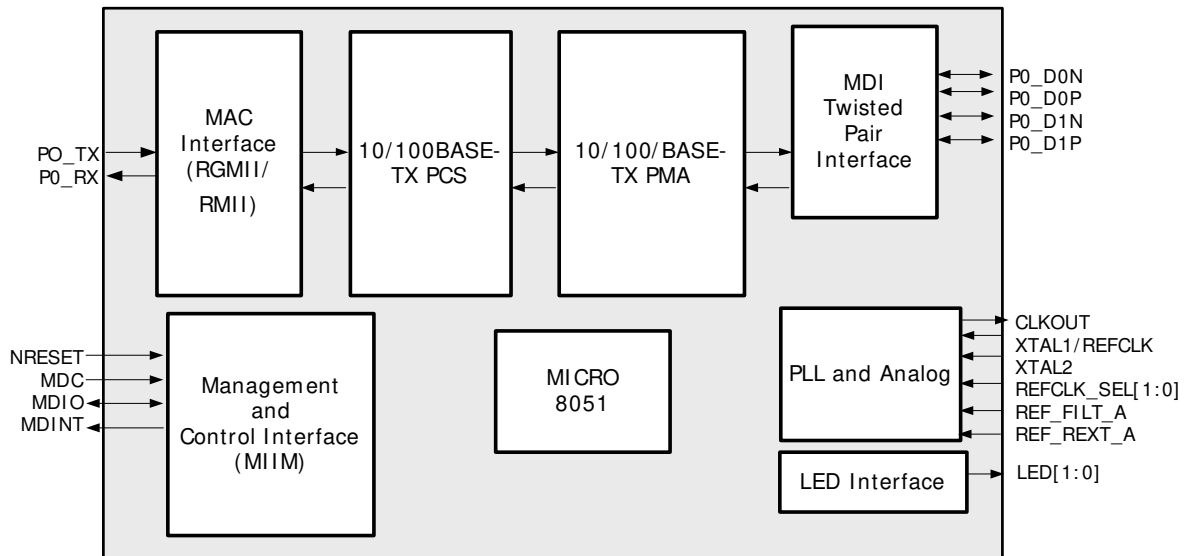 MAC
Interface
(RGMII/
RMII)
10/100BASE-
TX PCS
10/100/BASE-
TX PMA
MDI
Twisted
Pair
Interface
PO_TX
P0_RX
P0_D0N
P0_D0P
P0_D1N
P0_D1P
NRESET
MDC
MDIO
MDINT
Management
and
Control Interface
(MIIM)
MICRO
8051
PLL and Analog
CLKOUT
XTAL1/REFCLK
XTAL2
REFCLK_SEL[1:0]
REF_FILT_A
REF_REXT_A
LED Interface
LED[1:0]